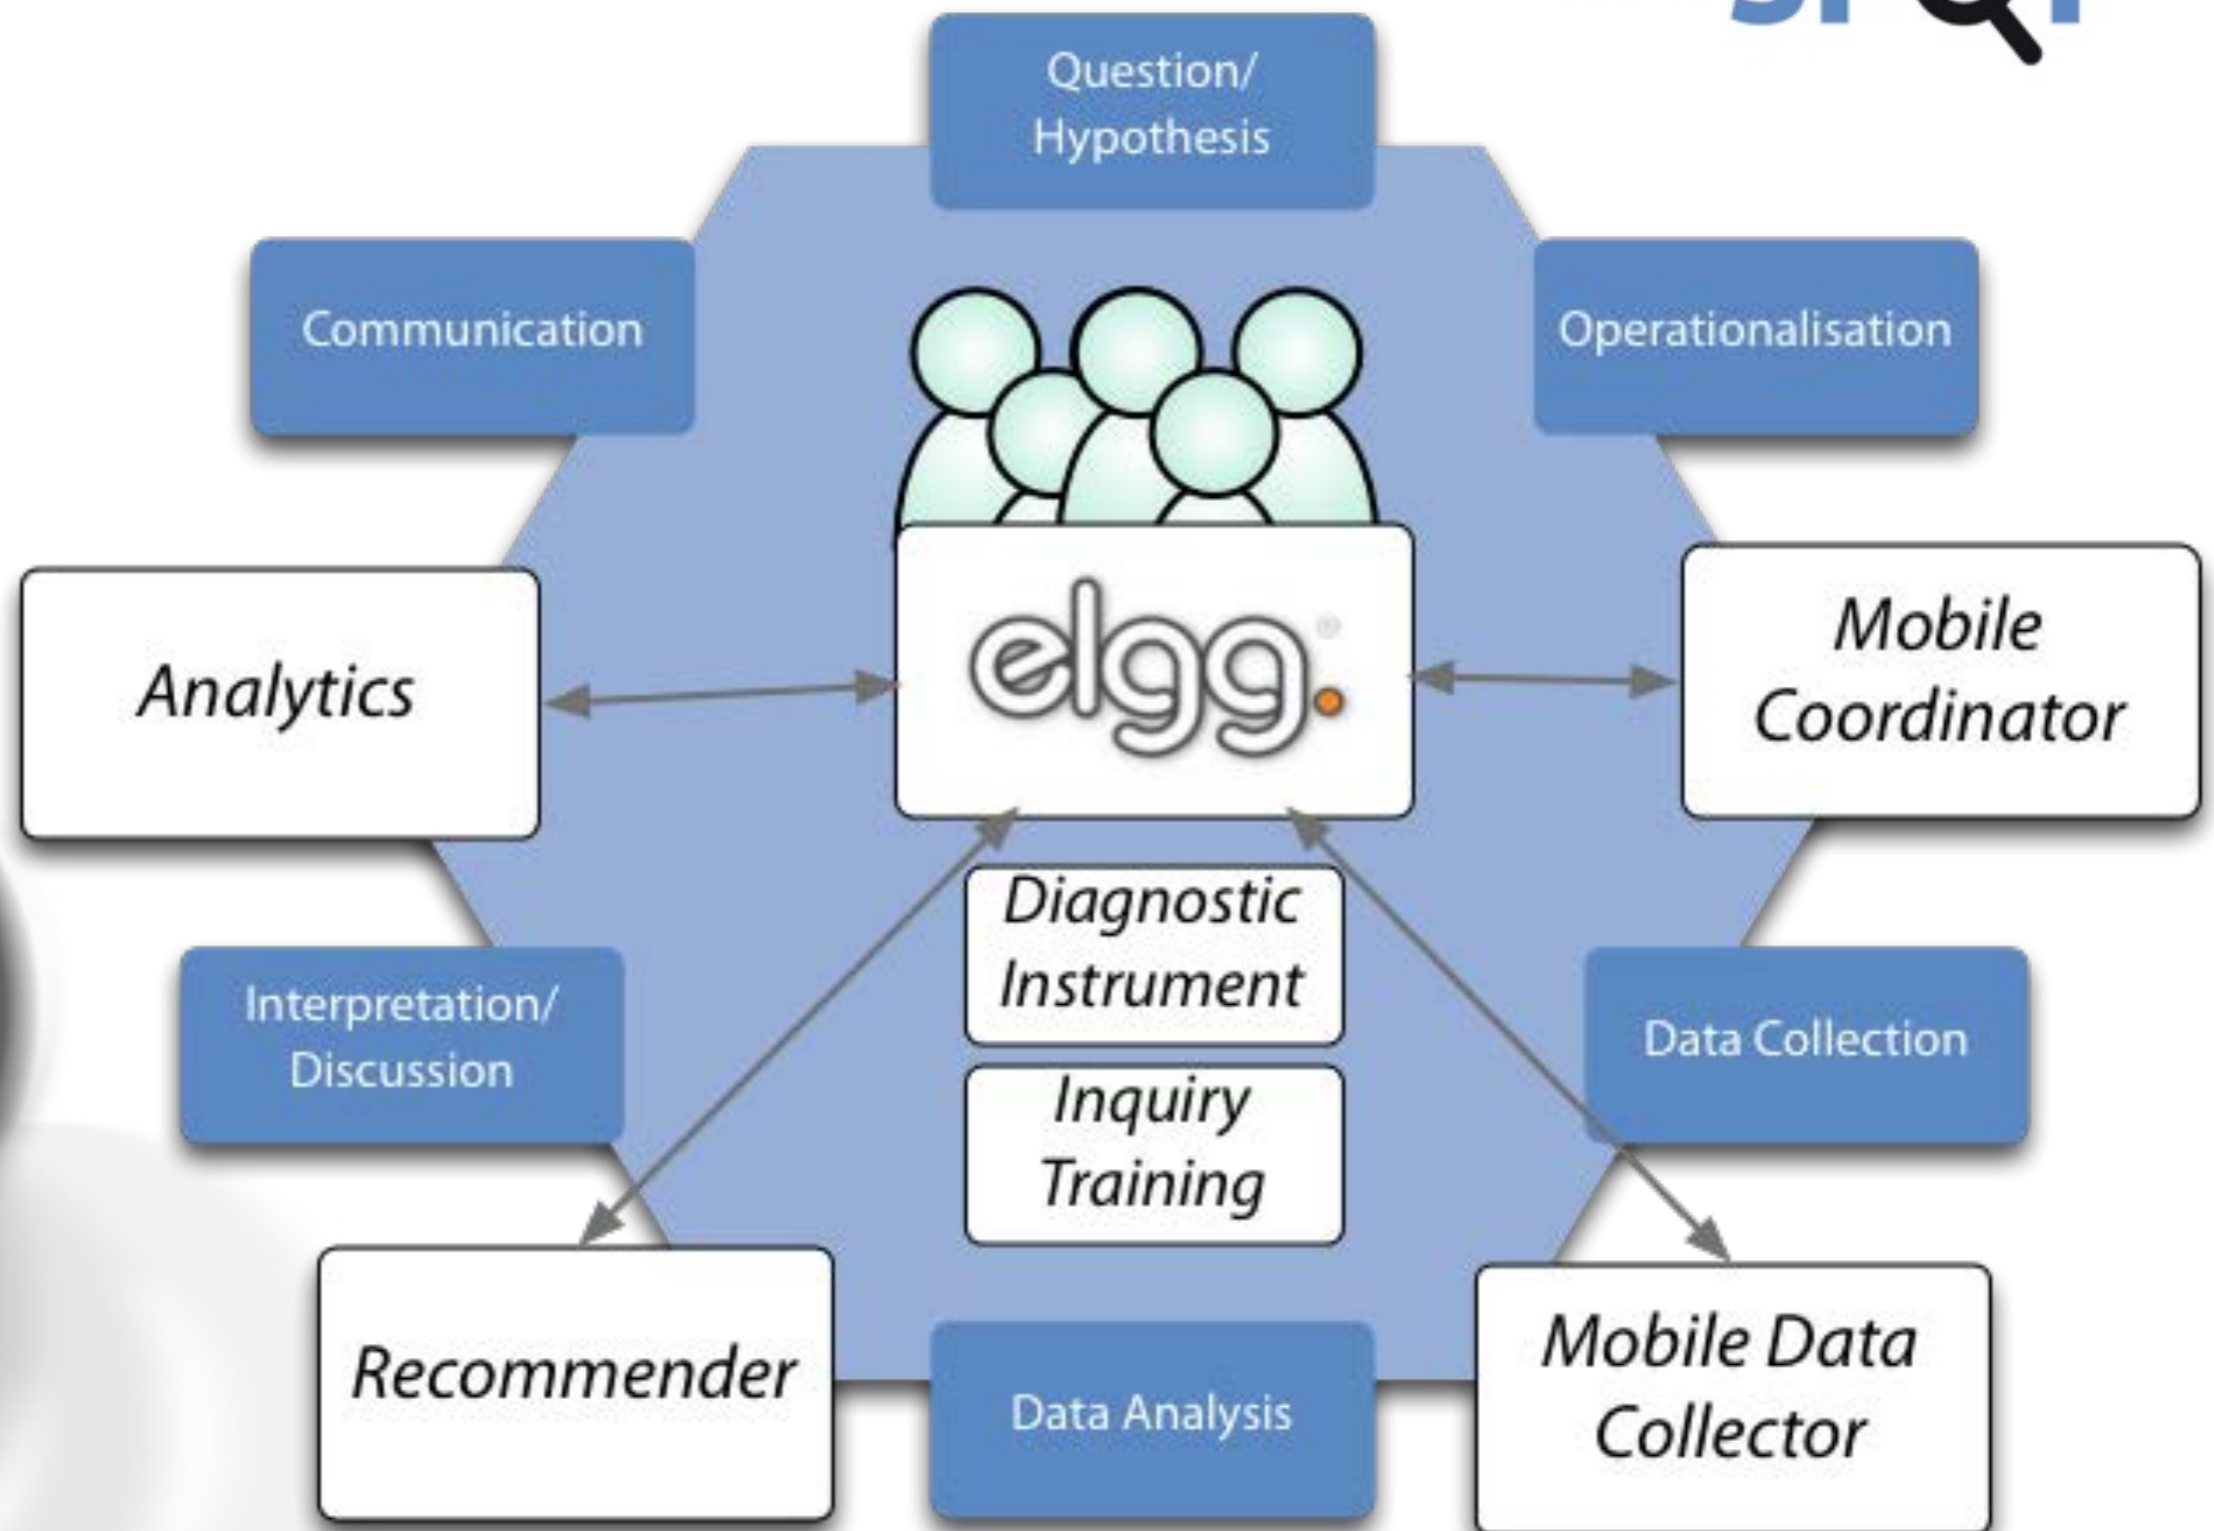 Question/
Hypothesis
Communication
Operationalisation
elgg.
Analytics
Mobile
Coordinator
Diagnostic
Instrument
Interpretation/
Discussion
Data Collection
Inquiry
Training
Recommender
Data Analysis
Mobile Data
Collector